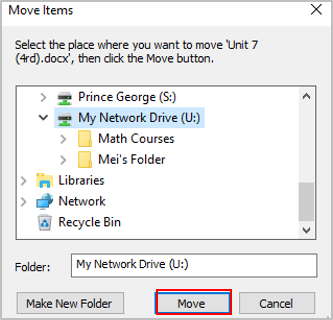 Move Items
Select the place where you want to move 'Unit 7
(4rd).docx', then click the Move button.
Prince George (S:)
My Network Drive (U:)
Math Courses
Mei's Folder
Libraries
Network
Recycle Bin
Folder: My Network Drive (U:)
Make New Folder Move Cancel